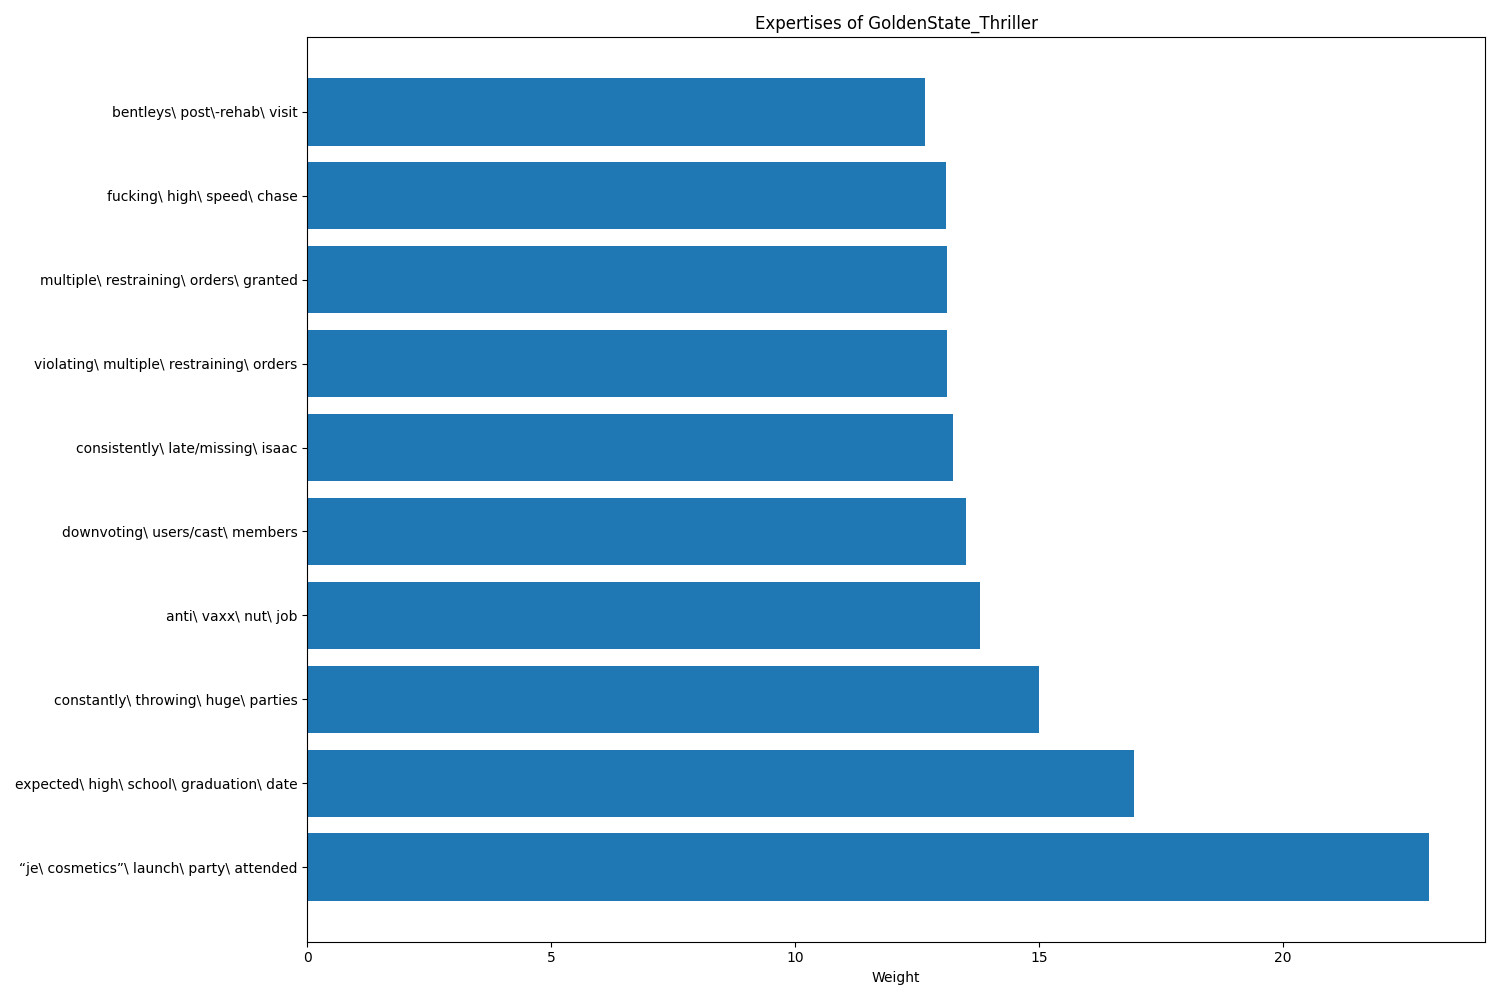 Expertises of GoldenState_Thriller
bentleys\ post\-rehab\ visit
fucking\ high\ speed\ chase
multiple\ restraining\ orders\ granted
violating\ multiple\ restraining\ orders
consistently\ late/missing\ isaac
downvoting\ users/cast\ members
anti\ vaxx\ nut\ job
constantly\ throwing\ huge\ parties
expected\ high\ school\ graduation\ date
“je\ cosmetics”\ launch\ party\ attended
0 5 10 15 20
Weight